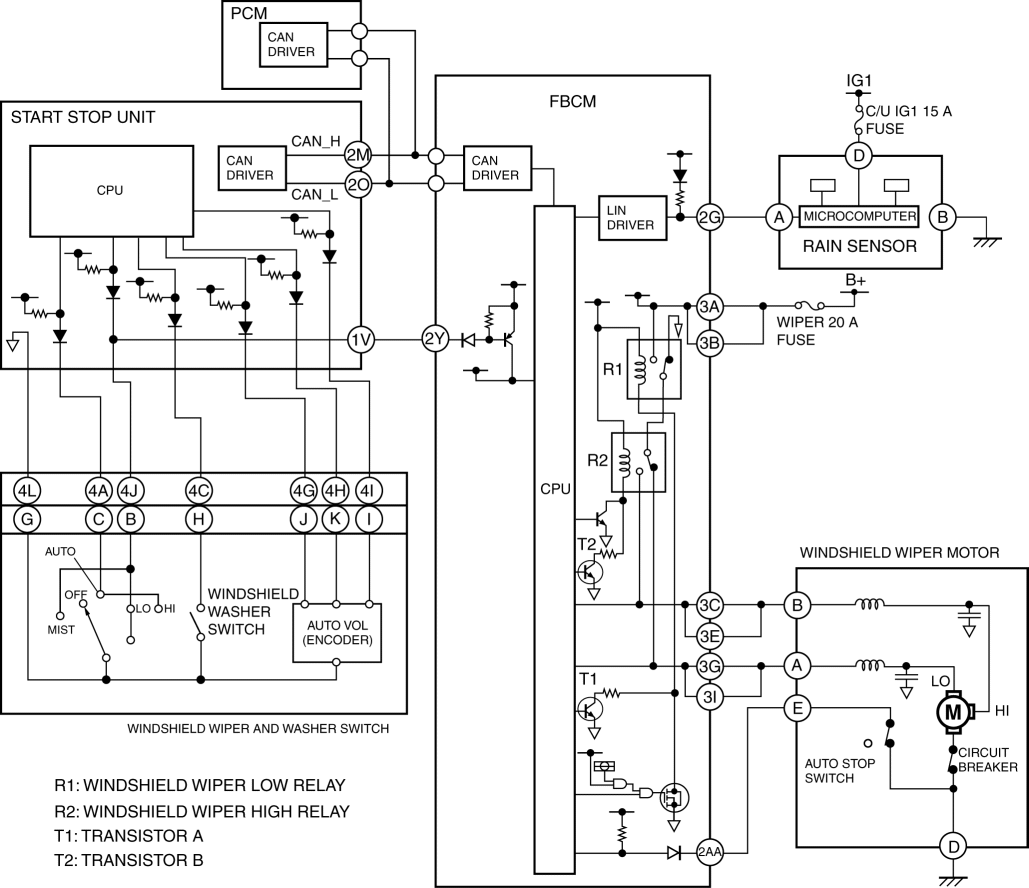 PCM
CAN
DRIVER
START STOP UNIT
CPU
CAN
DRIVER
CAN_H
CAN_L
2M
2O
1V
FBCM
CAN
DRIVER
LIN
DRIVER
2G
2Y
CPU
IG1
C/U IG1 15 A
FUSE
D
A
MICROCOMPUTER
B
RAIN SENSOR
B+
WIPER 20 A
FUSE
3A
3B
R1
R2
T2
3C
3E
3G
3I
T1
2AA
4L
4A
4J
4C
4G
4H
4I
G
C
B
H
J
K
I
AUTO
OFF
MIST
LO
HI
WINDSHIELD
WASHER
SWITCH
AUTO VOL
(ENCODER)
WINDSHIELD WIPER AND WASHER SWITCH
WINDSHIELD WIPER MOTOR
B
A
E
LO
M
HI
AUTO STOP
SWITCH
CIRCUIT
BREAKER
D
R1: WINDSHIELD WIPER LOW RELAY
R2: WINDSHIELD WIPER HIGH RELAY
T1: TRANSISTOR A
T2: TRANSISTOR B